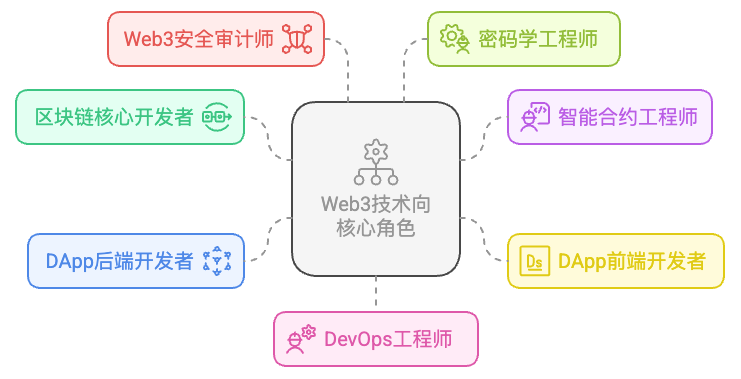 Web3安全审计师
密码学工程师
区块链核心开发者
智能合约工程师
Web3技术向
核心角色
DApp后端开发者
Ds
DApp前端开发者
DevOps工程师